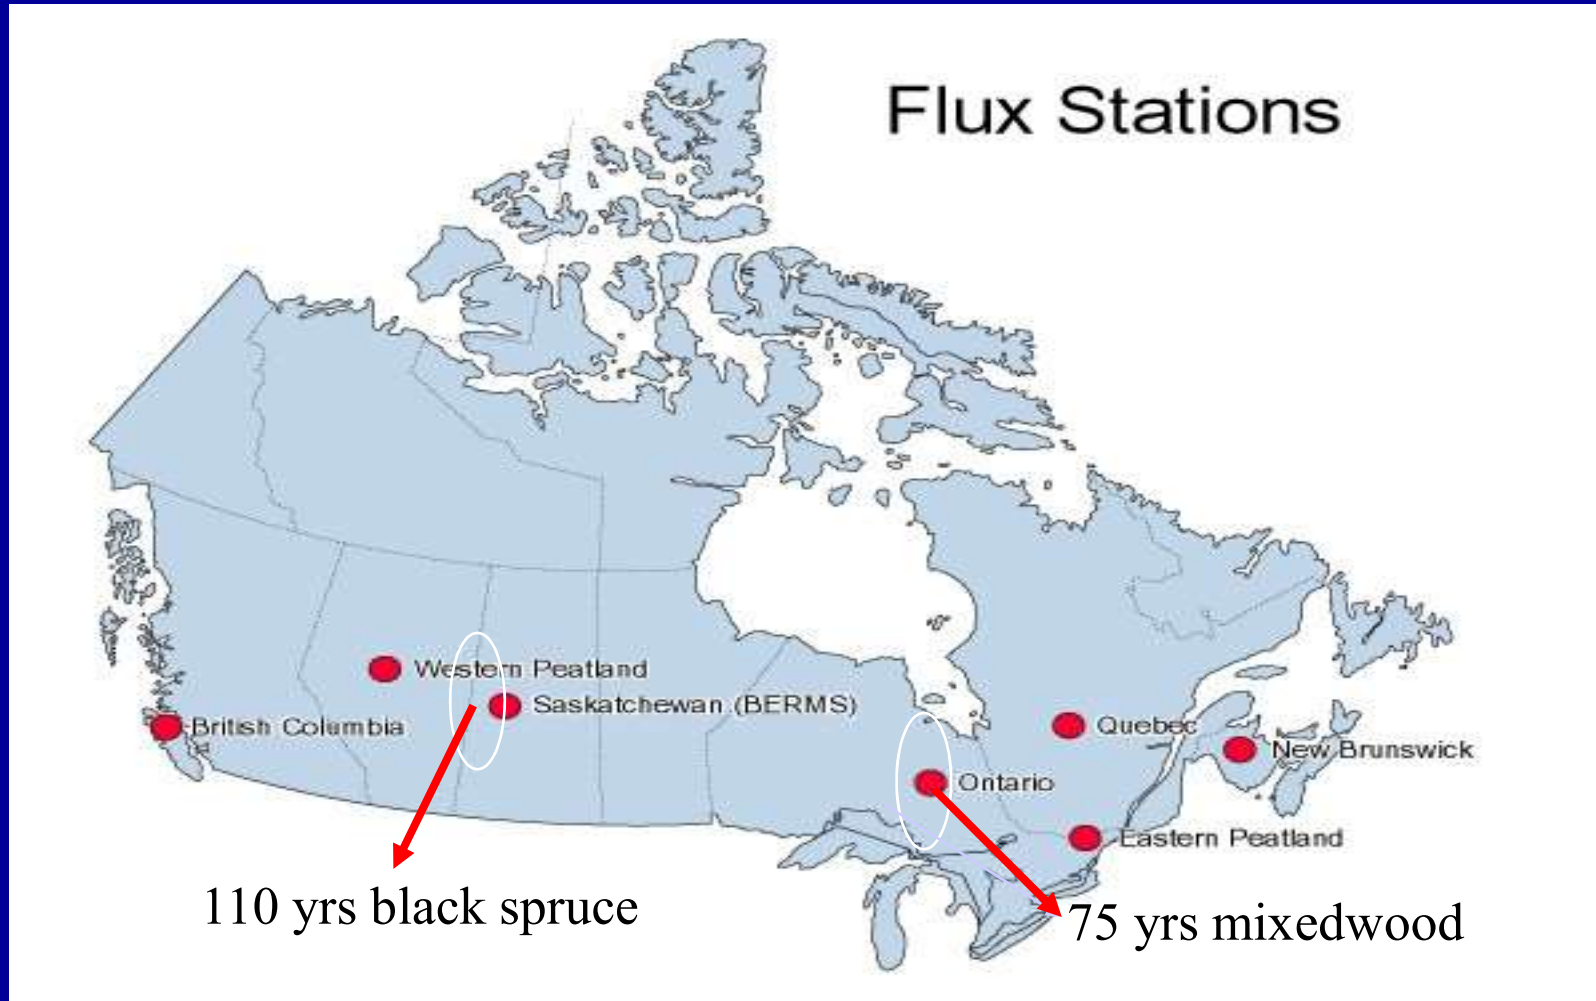 Flux Stations
Western Peatland
Saskatchewan (BERMS)
British Columbia
Quebec
New Brunswick
Ontario
Eastern Peatland
110 yrs black spruce
75 yrs mixedwood